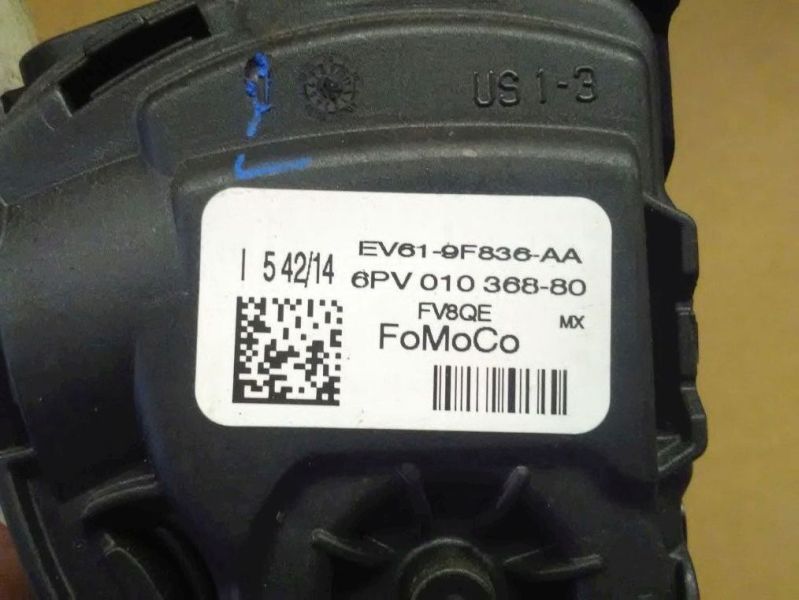 US 1-3
EV61-9F836-AA
I 5 42/14
6PV 010 368-80
FV8QE
MX
FoMoCo